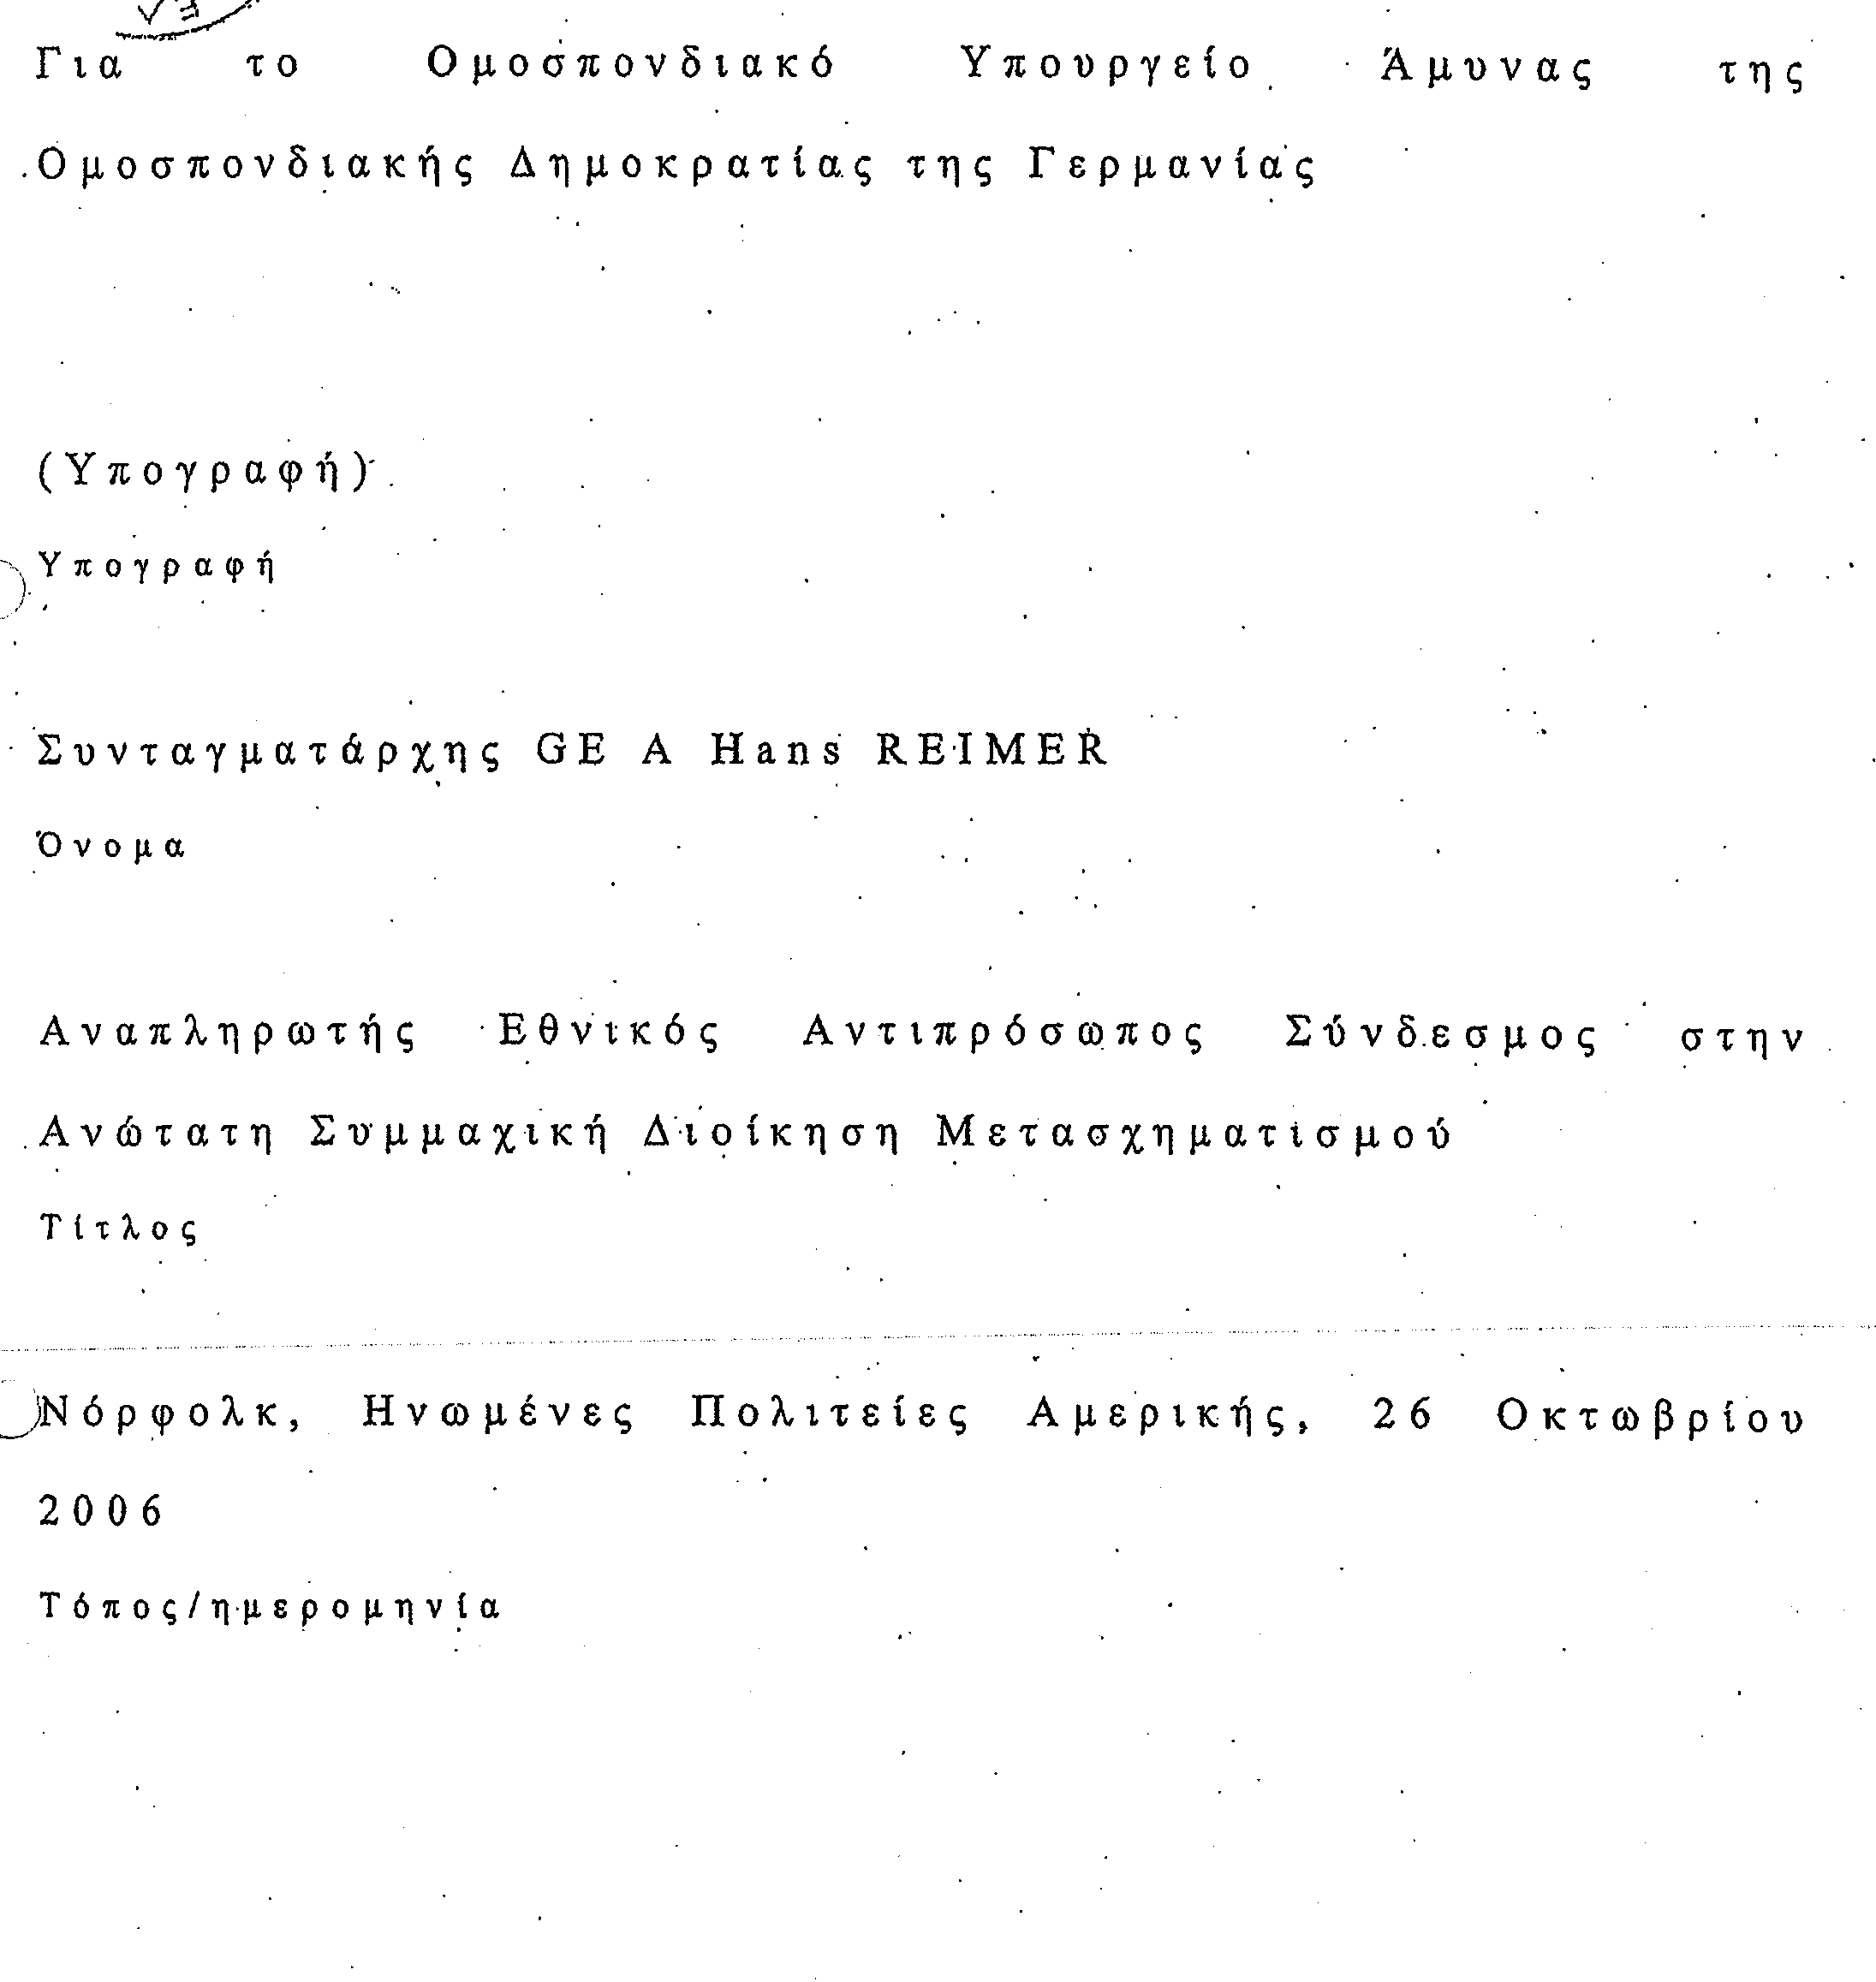 Για το Ομοσπονδιακό Υπουργείο Άμυνας της
Ομοσπονδιακής Δημοκρατίας της Γερμανίας
(Υπογραφή)
Υπογραφή
Συνταγματάρχης GE A Hans REIMER
Όνομα
Αναπληρωτής Εθνικός Αντιπρόσωπος Σύνδεσμος στην
Ανώτατη Συμμαχική Διοίκηση Μετασχηματισμού
Τίτλος
Νόρφολκ, Ηνωμένες Πολιτείες Αμερικής, 26 Οκτωβρίου
2006
Τόπος/ημερομηνία